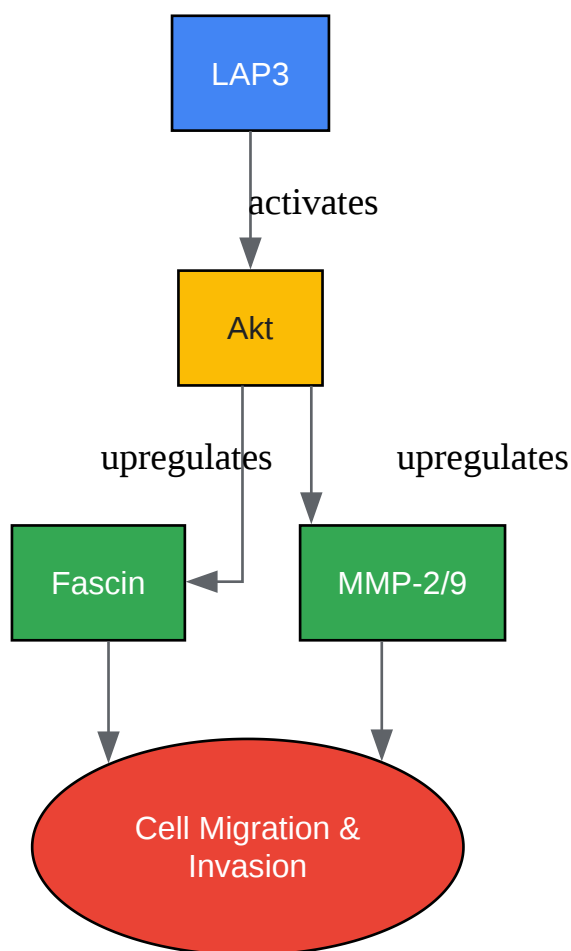 LAP3
activates
Akt
upregulates
upregulates
Fascin
MMP-2/9
Cell Migration &
Invasion